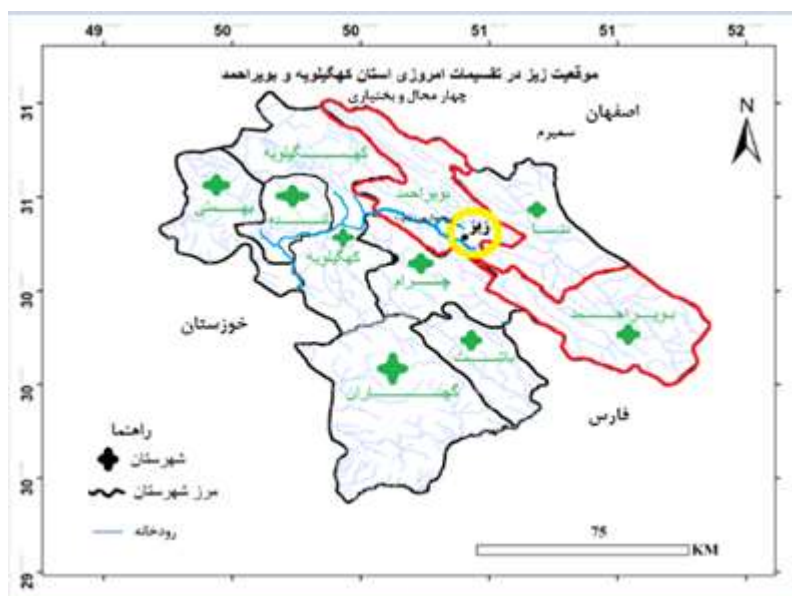 49 50 50 51 51 52
موقعیت زیز در تقسیمات امروزی استان کهگیلویه و بویراحمد
چهار محال و بختیاری
اصفهان
سمیرم
N
31
کهگیلویه
31
بویراحمد
زیز
دنا
کهگیلویه
چرام
30
خوزستان
بویراحمد
باشت
30
گچساران
فارس
راهنما
شهرستان
مرز شهرستان
30
رودخانه
75
KM
29